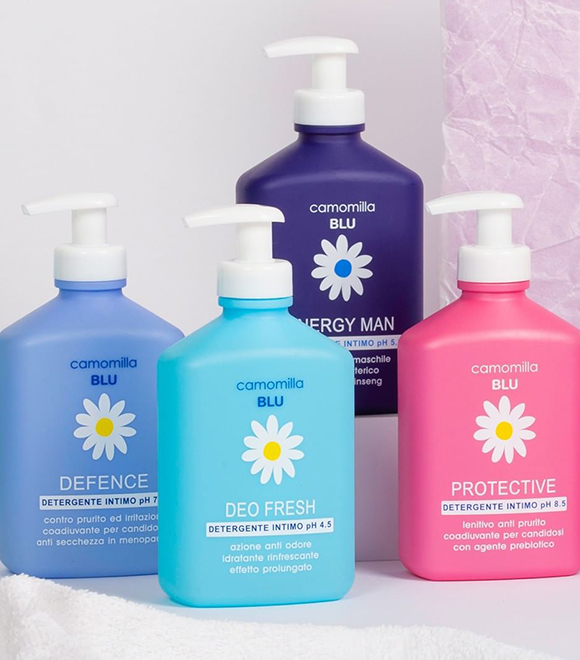 camomilla
BLU
DEFENCE
DETERGENTE INTIMO pH 7
contro prurito ed irritazio
coadiuvante per candido
anti secchezza in menopau
camomilla
BLU
DEO FRESH
DETERGENTE INTIMO pH 4.5
azione anti odore
idratante rinfrescante
effetto prolungato
camomilla
BLU
NERGY MAN
TE INTIMO pH 5.
maschile
terico
inseng
camomilla
BLU
PROTECTIVE
DETERGENTE INTIMO pH 8.5
lenitivo anti prurito
coadiuvante per candidosi
con agente prebiotico